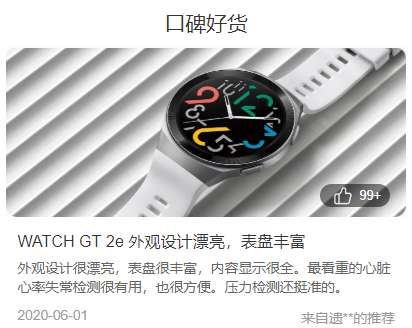 口碑好货
99+
WATCH GT 2e 外观设计漂亮，表盘丰富
外观设计很漂亮，表盘很丰富，内容显示很全。最看重的心脏
心率失常检测很有用，也很方便。压力检测还挺准的。
2020-06-01
来自遗**的推荐